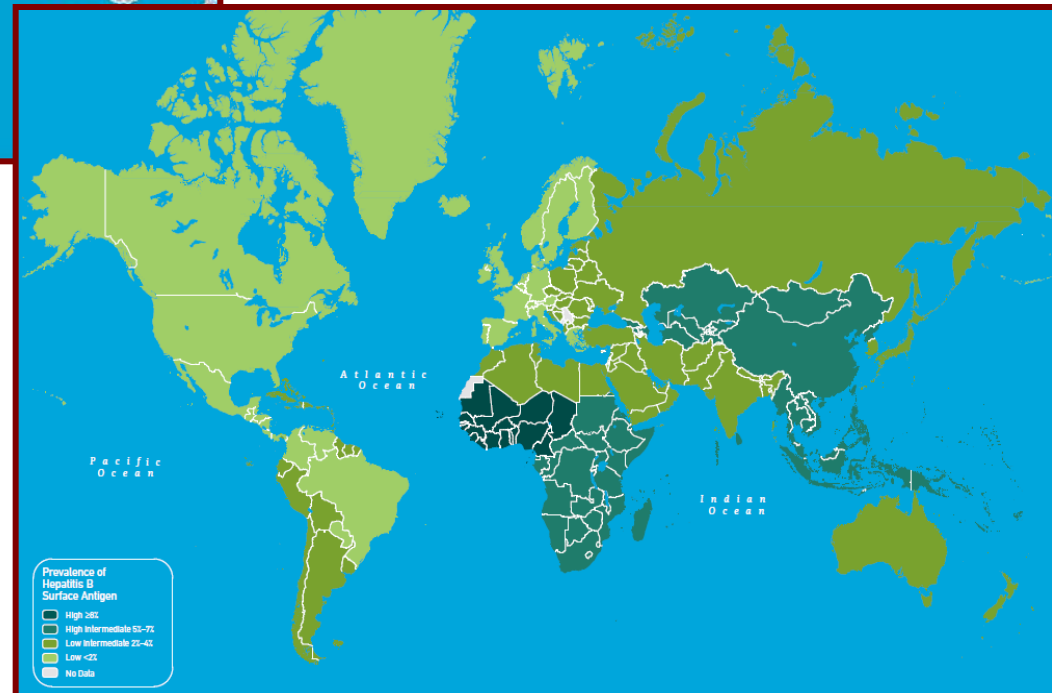 Atlantic
Ocean
Pacific
Ocean
Indian
Ocean
Prevalence of
Hepatitis B
Surface Antigen
High ≥8%
High Intermediate 5%–7%
Low Intermediate 2%–4%
Low <2%
No Data